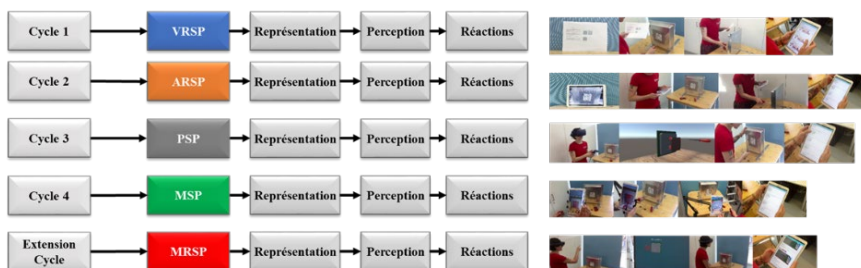 Cycle 1 VRSP Représentation Perception Réactions
Cycle 2 ARSP Représentation Perception Réactions
Cycle 3 PSP Représentation Perception Réactions
Cycle 4 MSP Représentation Perception Réactions
Extension Cycle MRSP Représentation Perception Réactions